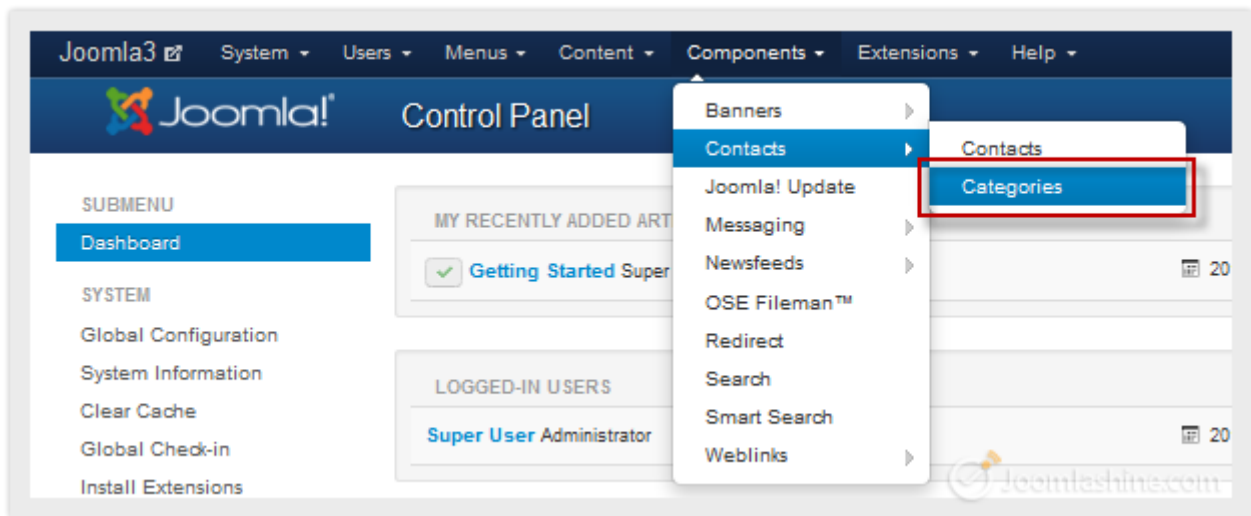 Joomla3 System Users Menus Content Components Extensions Help
Joomla! Control Panel
Banners
Contacts
Joomla! Update
Messaging
Newsfeeds
OSE Fileman™
Redirect
Search
Smart Search
Weblinks
Contacts
Categories
SUBMENU
Dashboard
SYSTEM
Global Configuration
System Information
Clear Cache
Global Check-in
Install Extensions
MY RECENTLY ADDED ART
Getting Started Super
20
LOGGED-IN USERS
Super User Administrator
20
Joomlashine.com